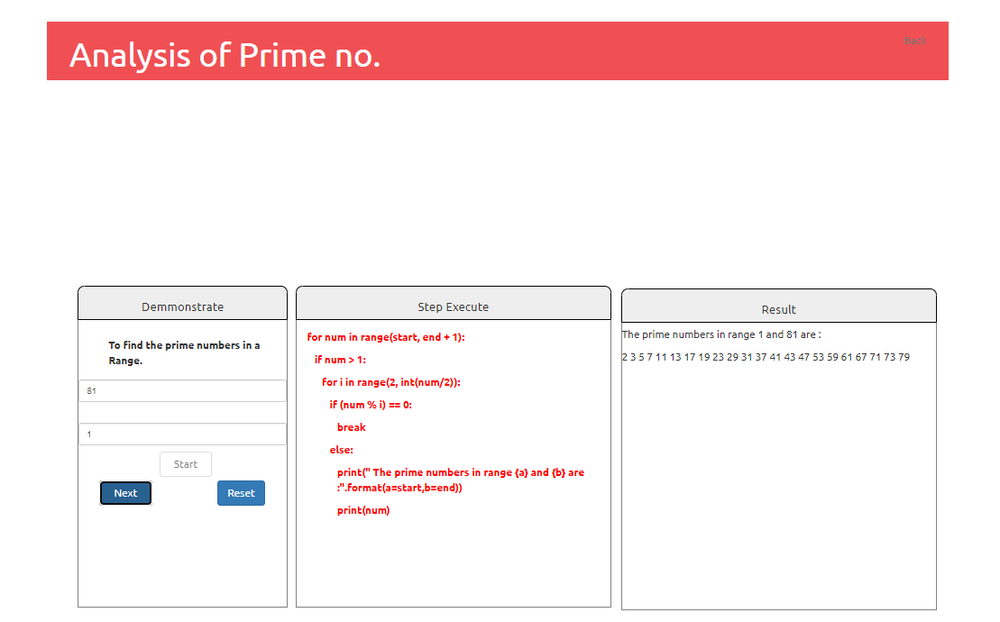 Analysis of Prime no.
Back
Demmonstrate
To find the prime numbers in a
Range.
81
1
Start
Next
Reset
Step Execute
for num in range(start, end + 1):
if num > 1:
for i in range(2, int(num/2)):
if (num % i) == 0:
break
else:
print(" The prime numbers in range {a} and {b} are
:".format(a=start,b=end))
print(num)
Result
The prime numbers in range 1 and 81 are :
2 3 5 7 11 13 17 19 23 29 31 37 41 43 47 53 59 61 67 71 73 79